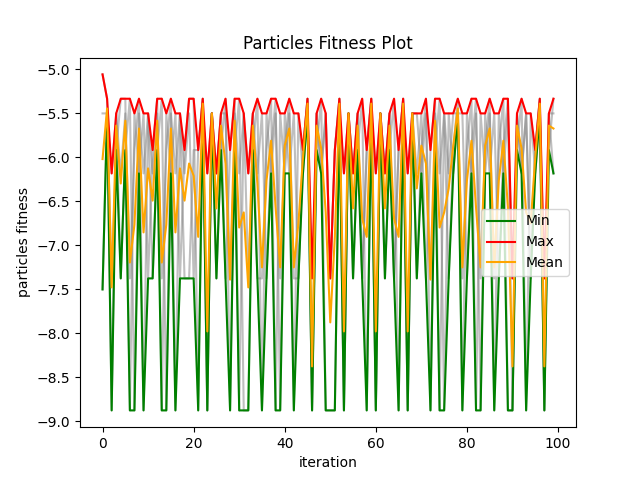 Particles Fitness Plot
particles fitness
−5.0
−5.5
−6.0
−6.5
−7.0
−7.5
−8.0
−8.5
−9.0
Min
Max
Mean
0
20
40
60
80
100
iteration